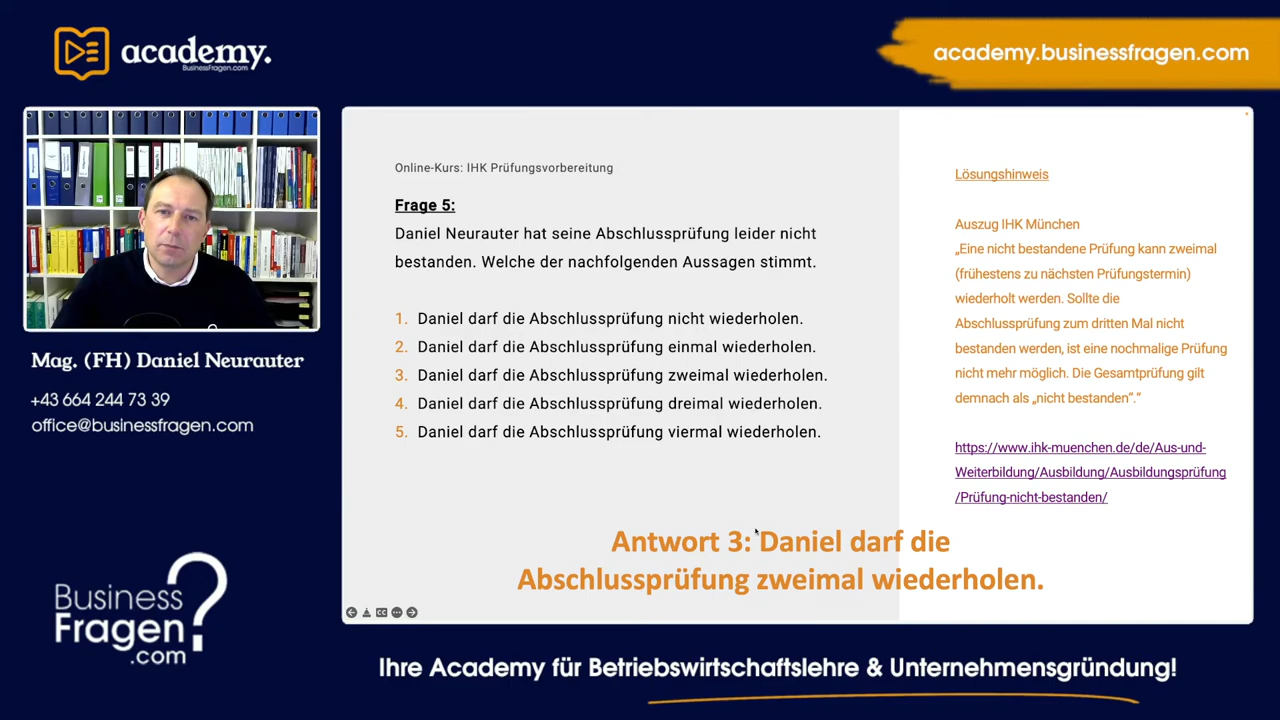 academy.
BusinessFragen.com
academy.businessfragen.com
Mag. (FH) Daniel Neurauter
+43 664 244 73 39
office@businessfragen.com
Business
Fragen
.com
?
Online-Kurs: IHK Prüfungsvorbereitung
Frage 5:
Daniel Neurauter hat seine Abschlussprüfung leider nicht
bestanden. Welche der nachfolgenden Aussagen stimmt.
1. Daniel darf die Abschlussprüfung nicht wiederholen.
2. Daniel darf die Abschlussprüfung einmal wiederholen.
3. Daniel darf die Abschlussprüfung zweimal wiederholen.
4. Daniel darf die Abschlussprüfung dreimal wiederholen.
5. Daniel darf die Abschlussprüfung viermal wiederholen.
Lösungshinweis
Auszug IHK München
„Eine nicht bestandene Prüfung kann zweimal
(frühestens zu nächsten Prüfungstermin)
wiederholt werden. Sollte die
Abschlussprüfung zum dritten Mal nicht
bestanden werden, ist eine nochmalige Prüfung
nicht mehr möglich. Die Gesamtprüfung gilt
demnach als „nicht bestanden“.“
https://www.ihk-muenchen.de/de/Aus-und-
Weiterbildung/Ausbildung/Ausbildungsprüfung
/Prüfung-nicht-bestanden/
Antwort 3: Daniel darf die
Abschlussprüfung zweimal wiederholen.
CC
Ihre Academy für Betriebswirtschaftslehre & Unternehmensgründung!